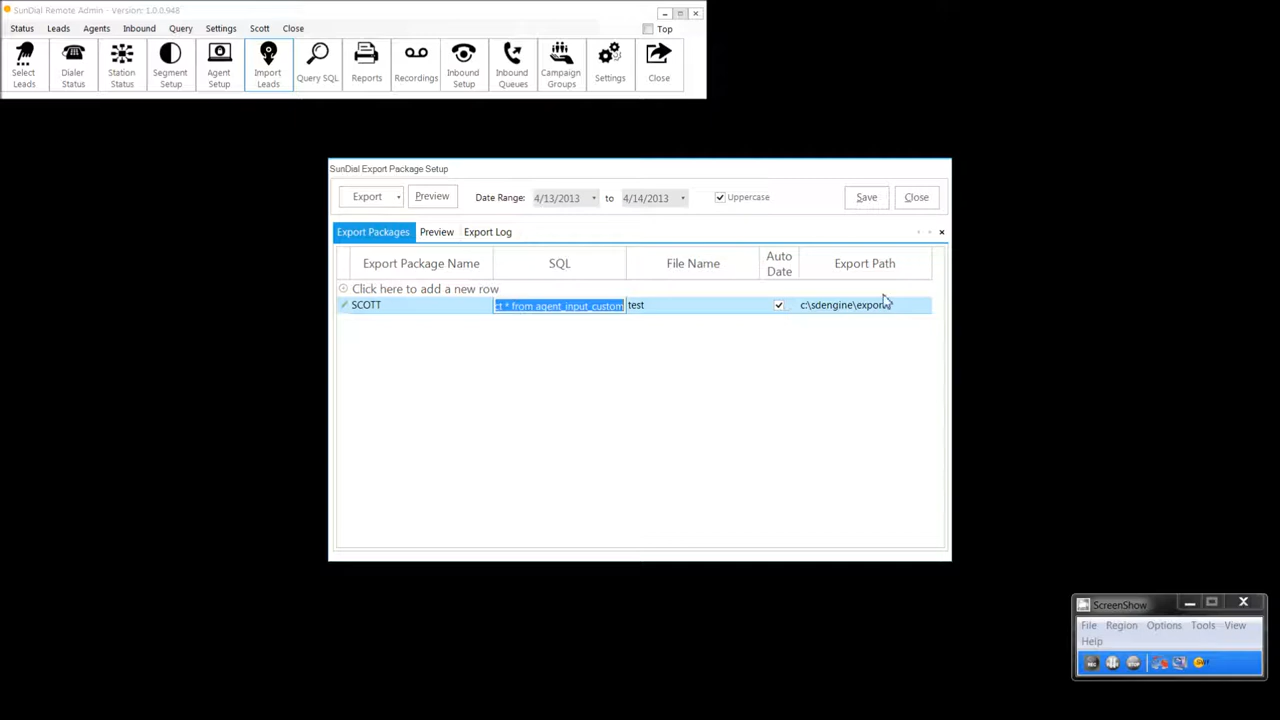 SunDial Remote Admin - Version: 1.0.0.948
Status Leads Agents Inbound Query Settings Scott Close
Top
Select Leads
Dialer Status
Station Status
Segment Setup
Agent Setup
Import Leads
Query SQL
Reports
Recordings
Inbound Setup
Inbound Queues
Campaign Groups
Settings
Close
SunDial Export Package Setup
Export Preview Date Range: 4/13/2013 to 4/14/2013 Uppercase Save Close
Export Packages Preview Export Log
Export Package Name SQL File Name Auto Date Export Path
Click here to add a new row
SCOTT ct * from agent_input_custom test c:\sdengine\export
ScreenShow
File Region Options Tools View
Help
REC STOP